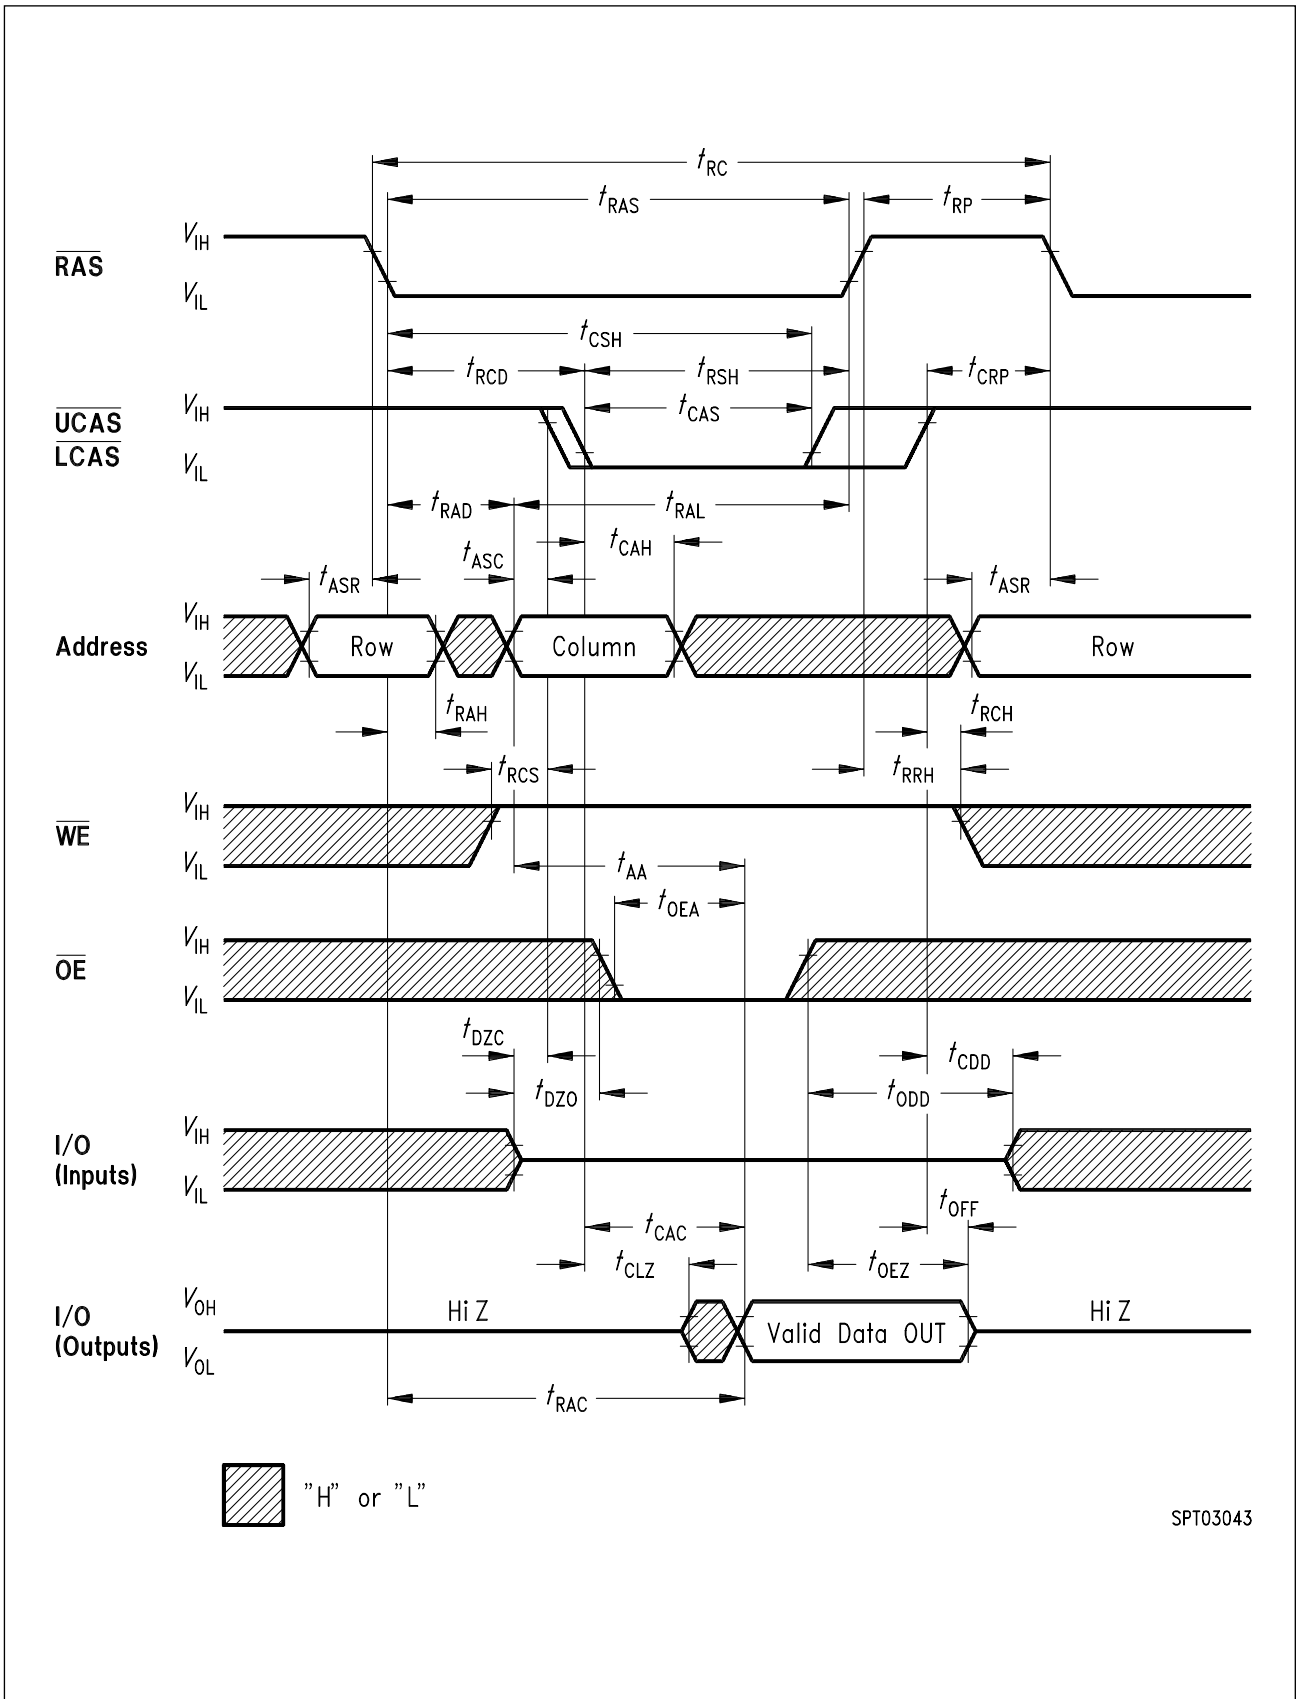 tRC
tRAS
tRP
RAS
VIH
VIL
tCSH
tRCD
tRSH
tCRP
UCAS
LCAS
VIH
VIL
tCAS
tRAD
tRAL
tASC
tCAH
tASR
tASR
Address
VIH
VIL
Row
Column
Row
tRAH
tRCH
tRCS
tRRH
WE
VIH
VIL
tAA
tOEA
OE
VIH
VIL
tDZC
tCDD
tDZO
tODD
I/O
(Inputs)
VIH
VIL
tOFF
tCAC
tCLZ
tOEZ
I/O
(Outputs)
VOH
VOL
Hi Z
Valid Data OUT
Hi Z
tRAC
"H" or "L"
SPT03043